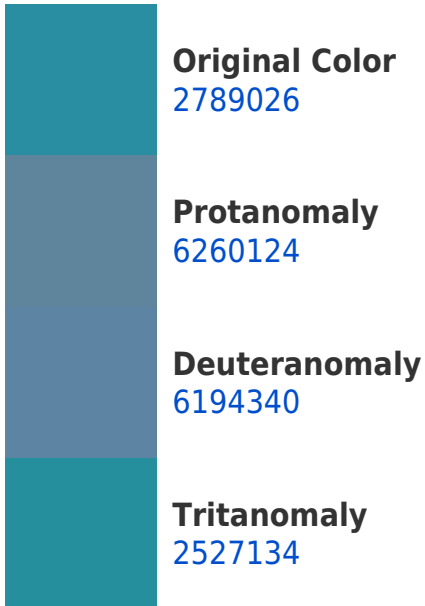 Original Color
2789026
Protanomaly
6260124
Deuteranomaly
6194340
Tritanomaly
2527134